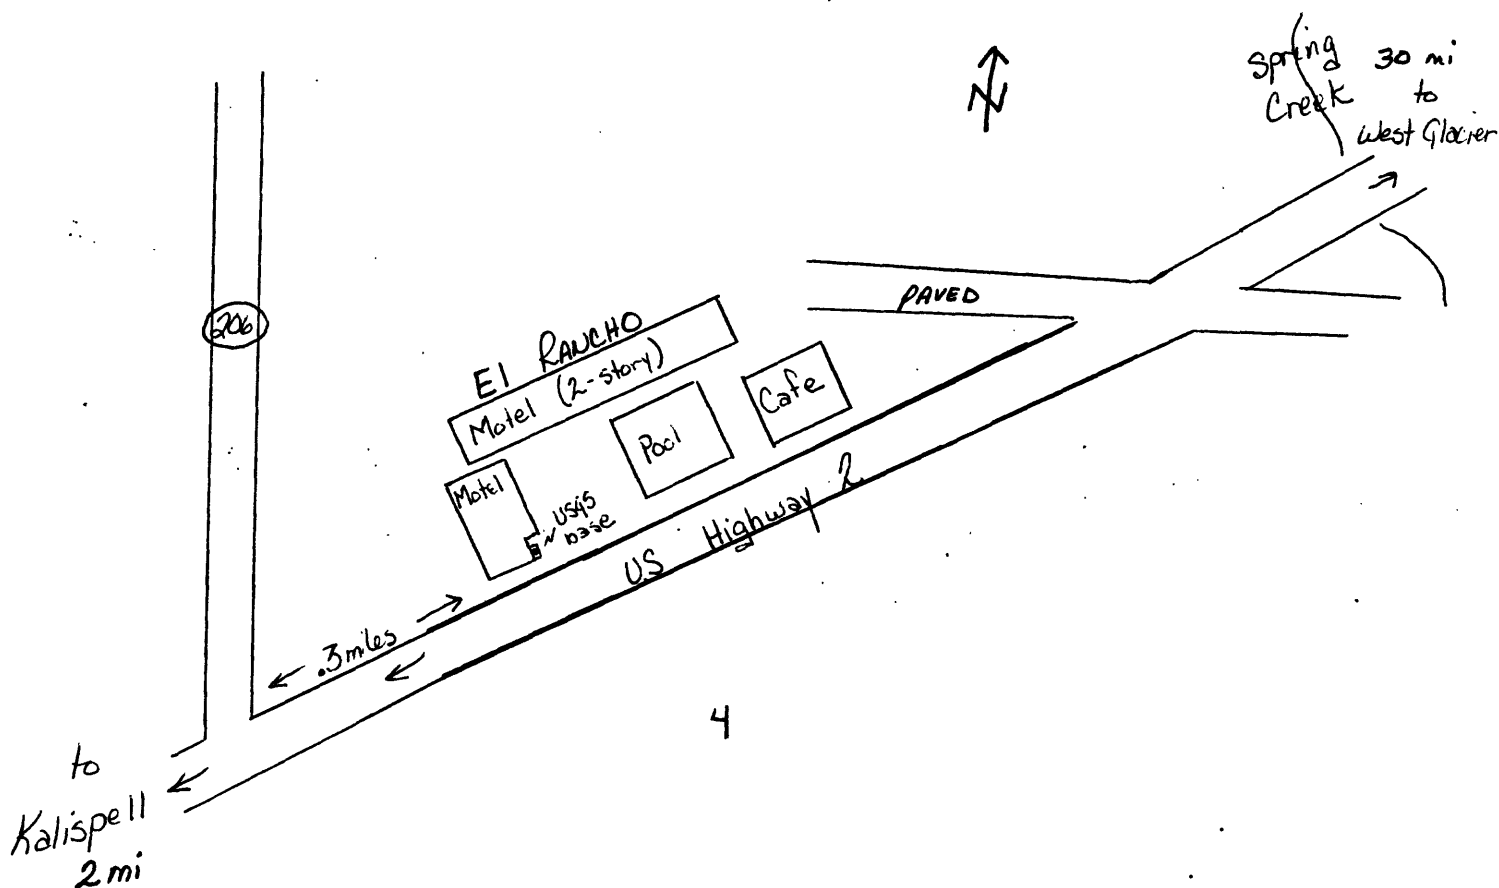 N
Spring
Creek
30 mi
to
West Glacier
PAVED
206
El RANCHO
Motel (2-story)
Cafe
Pool
Motel
USGS
base
US Highway 2
.3 miles
4
to
Kalispell
2 mi